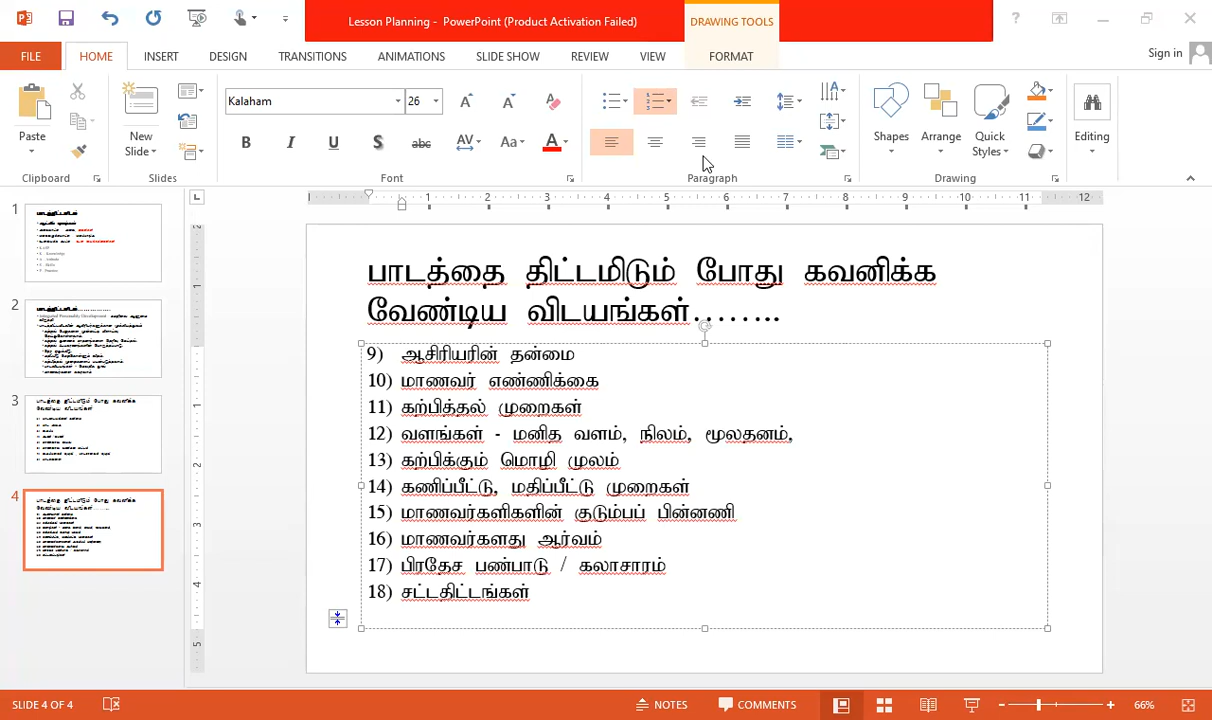 Lesson Planning - PowerPoint (Product Activation Failed)
DRAWING TOOLS
FILE HOME INSERT DESIGN TRANSITIONS ANIMATIONS SLIDE SHOW REVIEW VIEW FORMAT
Sign in
Kalaham 26
Paste
New Slide
Shapes Arrange Quick Styles Editing
Clipboard Slides Font Paragraph Drawing
பாடத்தை திட்டமிடும் போது கவனிக்க
வேண்டிய விடயங்கள்........
9) ஆசிரியரின் தன்மை
10) மாணவர் எண்ணிக்கை
11) கற்பித்தல் முறைகள்
12) வளங்கள் - மனித வளம், நிலம், மூலதனம்,
13) கற்பிக்கும் மொழி முலம்
14) கணிப்பீட்டு, மதிப்பீட்டு முறைகள்
15) மாணவர்களிகளின் குடும்பப் பின்னணி
16) மாணவர்களது ஆர்வம்
17) பிரதேச பண்பாடு / கலாசாரம்
18) சட்டதிட்டங்கள்
SLIDE 4 OF 4
NOTES COMMENTS 66%